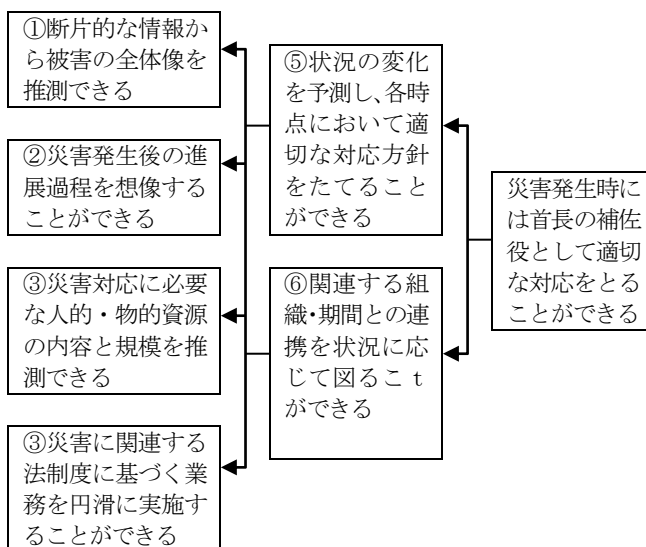 ①断片的な情報か
ら被害の全体像を
推測できる
②災害発生後の進
展過程を想像する
ことができる
③災害対応に必要
な人的・物的資源
の内容と規模を推
測できる
③災害に関連する
法制度に基づく業
務を円滑に実施す
ることができる
⑤状況の変化
を予測し、各時
点において適
切な対応方針
をたてること
ができる
⑥関連する組
織・期間との連
携を状況に応
じて図るこ t
ができる
災害発生時に
は首長の補佐
役として適切
な対応をとる
ことができる